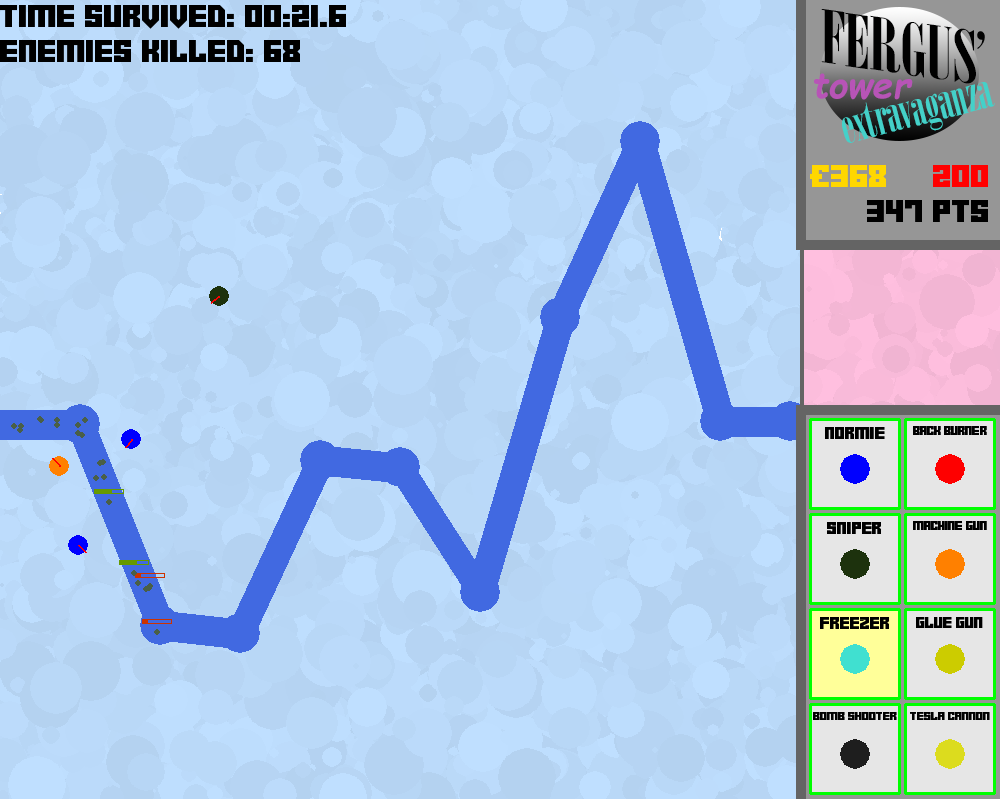 TIME SURVIVED: 00:21.6
ENEMIES KILLED: 68
FERGUS'
tower
extravaganza
£368 200
347 PTS
NORMIE
BACK BURNER
SNIPER
MACHINE GUN
FREEZER
GLUE GUN
BOMB SHOOTER
TESLA CANNON